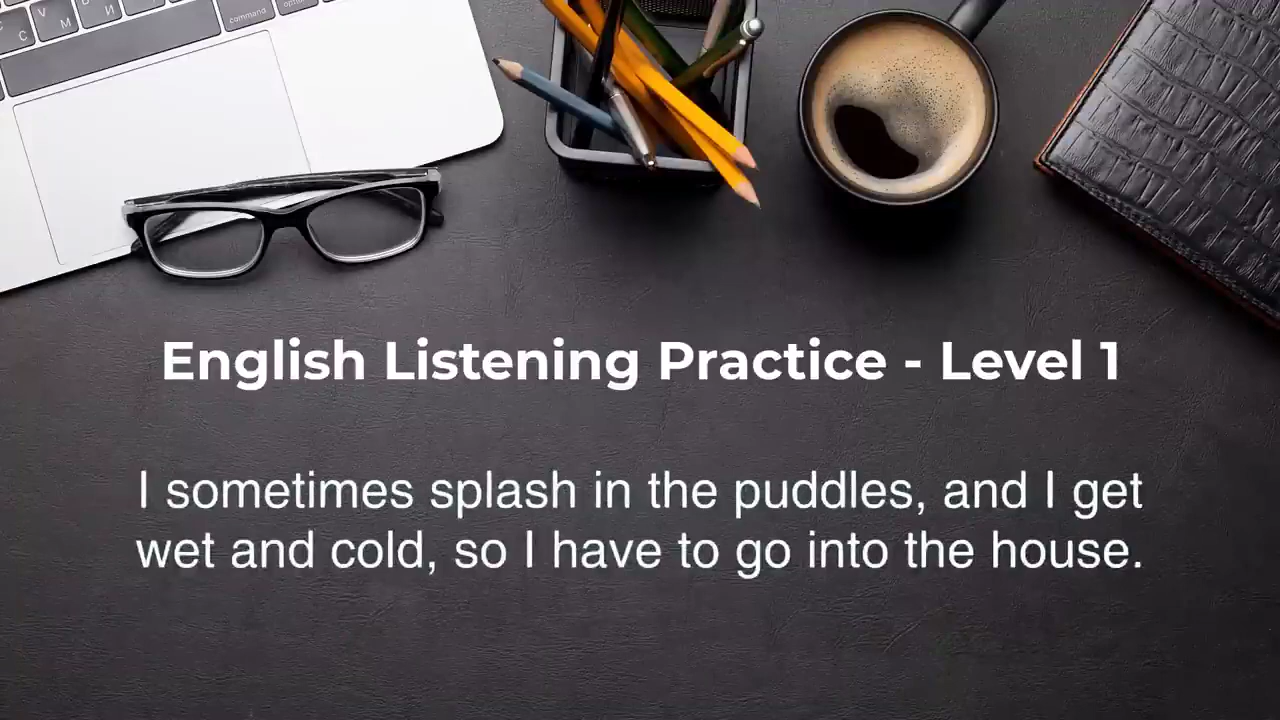 C
V
M
И
command
option
English Listening Practice - Level 1
I sometimes splash in the puddles, and I get
wet and cold, so I have to go into the house.